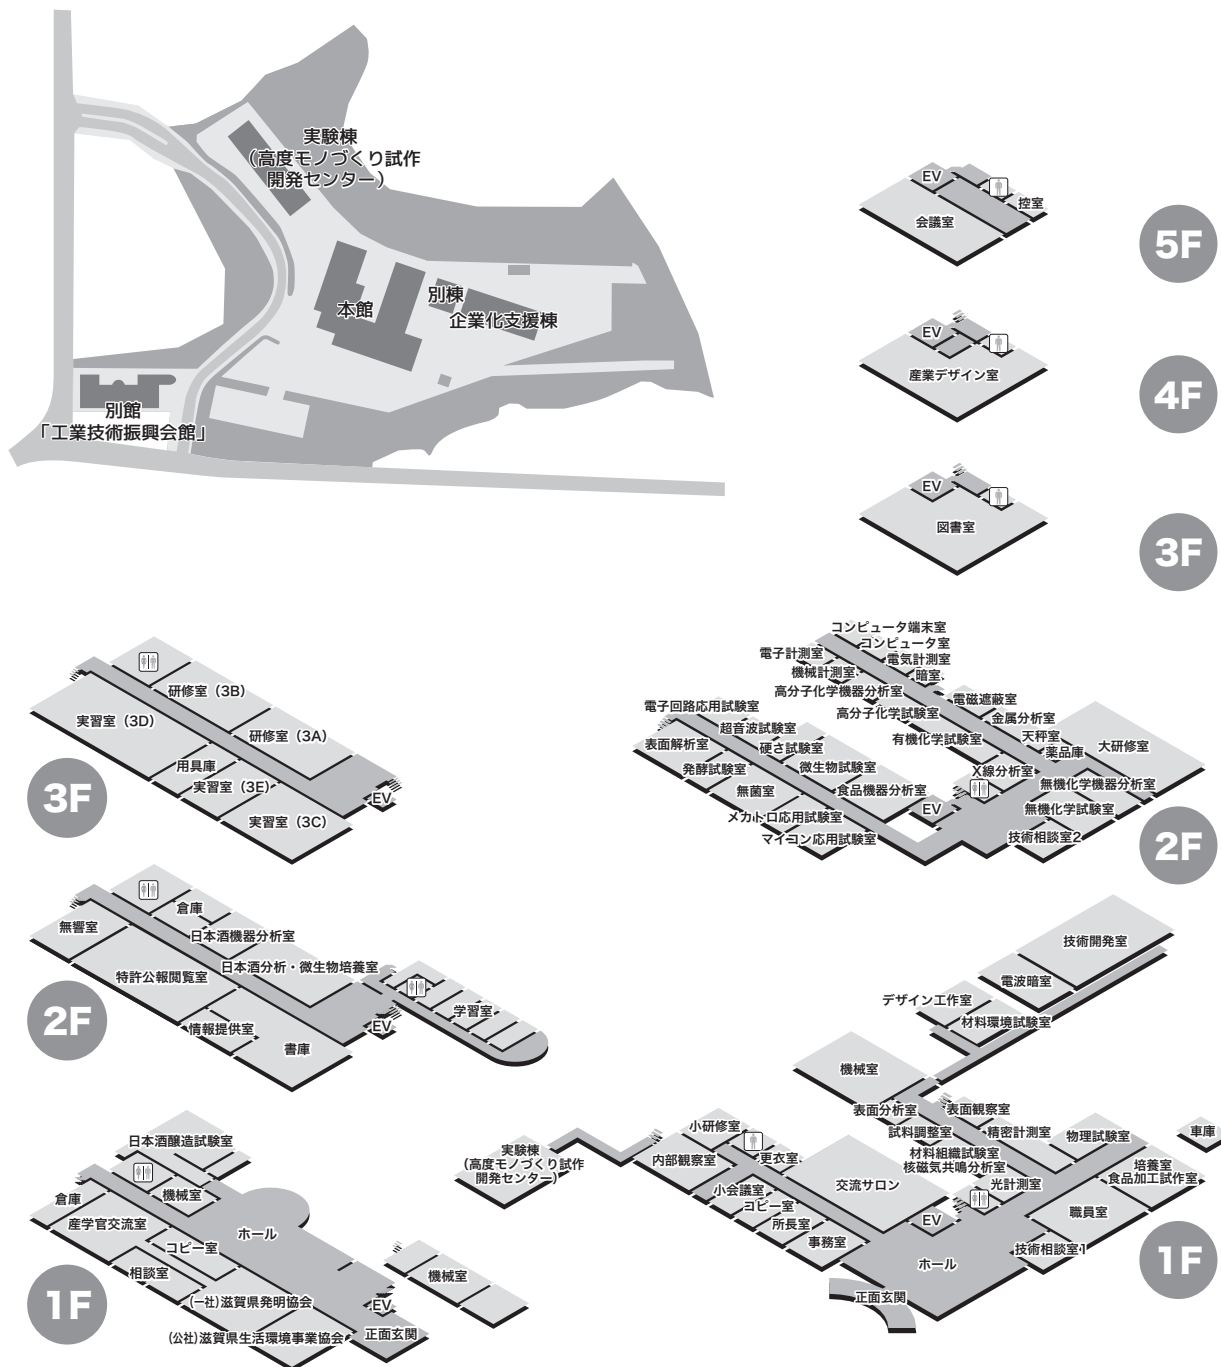 実験棟
(高度モノづくり試作
開発センター)
本館
別棟
企業化支援棟
別館
「工業技術振興会館」
EV
控室
会議室
5F
EV
産業デザイン室
4F
EV
図書室
3F
研修室（3B）
実習室（3D）
研修室（3A）
用具庫
実習室（3E）
EV
実習室（3C）
3F
コンピュータ端末室
コンピュータ室
電子計測室
電気計測室
機械計測室
暗室
高分子化学機器分析室
電磁遮蔽室
電子回路応用試験室
高分子化学試験室
金属分析室
超音波試験室
天秤室
有機化学試験室
表面解析室
硬さ試験室
薬品庫
大研修室
発酵試験室
微生物試験室
X線分析室
無機化学機器分析室
無菌室
食品機器分析室
EV
無機化学試験室
メカトロ応用試験室
マイコン応用試験室
技術相談室2
2F
倉庫
無響室
日本酒機器分析室
日本酒分析・微生物培養室
特許公報閲覧室
学習室
情報提供室
EV
書庫
2F
技術開発室
電波暗室
デザイン工作室
材料環境試験室
機械室
表面分析室
表面観察室
小研修室
試料調整室
精密計測室
物理試験室
車庫
日本酒醸造試験室
実験棟
(高度モノづくり試作
開発センター)
内部観察室
更衣室
材料組織試験室
核磁気共鳴分析室
培養室
食品加工試作室
機械室
小会議室
交流サロン
光計測室
倉庫
コピー室
産学官交流室
所長室
EV
職員室
ホール
事務室
技術相談室1
コピー室
ホール
1F
相談室
機械室
正面玄関
(一社)滋賀県発明協会
EV
正面玄関
(公社)滋賀県生活環境事業協会
1F